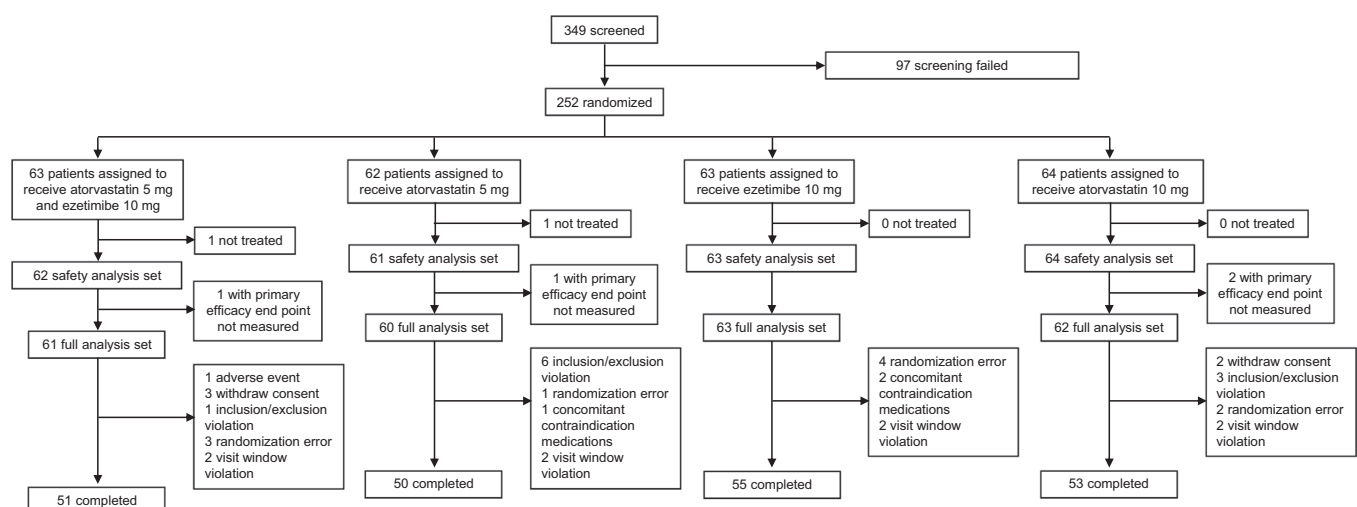 349 screened
97 screening failed
252 randomized
63 patients assigned to
receive atorvastatin 5 mg
and ezetimibe 10 mg
62 patients assigned to
receive atorvastatin 5 mg
63 patients assigned to
receive ezetimibe 10 mg
64 patients assigned to
receive atorvastatin 10 mg
1 not treated
1 not treated
0 not treated
0 not treated
62 safety analysis set
61 safety analysis set
63 safety analysis set
64 safety analysis set
1 with primary
efficacy end point
not measured
1 with primary
efficacy end point
not measured
2 with primary
efficacy end point
not measured
61 full analysis set
60 full analysis set
63 full analysis set
62 full analysis set
1 adverse event
3 withdraw consent
1 inclusion/exclusion
violation
3 randomization error
2 visit window
violation
6 inclusion/exclusion
violation
1 randomization error
1 concomitant
contraindication
medications
2 visit window
violation
4 randomization error
2 concomitant
contraindication
medications
2 visit window
violation
2 withdraw consent
3 inclusion/exclusion
violation
2 randomization error
2 visit window
violation
51 completed
50 completed
55 completed
53 completed